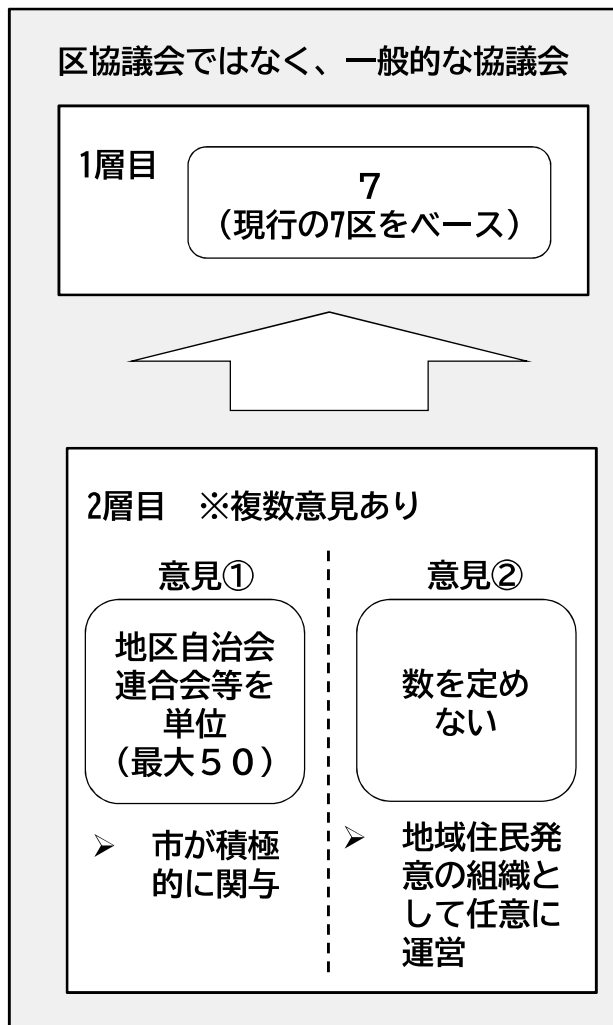 区協議会ではなく、一般的な協議会
1層目
７
（現行の7区をベース）
2層目　※複数意見あり
意見①
地区自治会
連合会等を
単位
（最大５０）
➢ 市が積極
的に関与
意見②
数を定め
ない
➢ 地域住民発
意の組織と
して任意に
運営